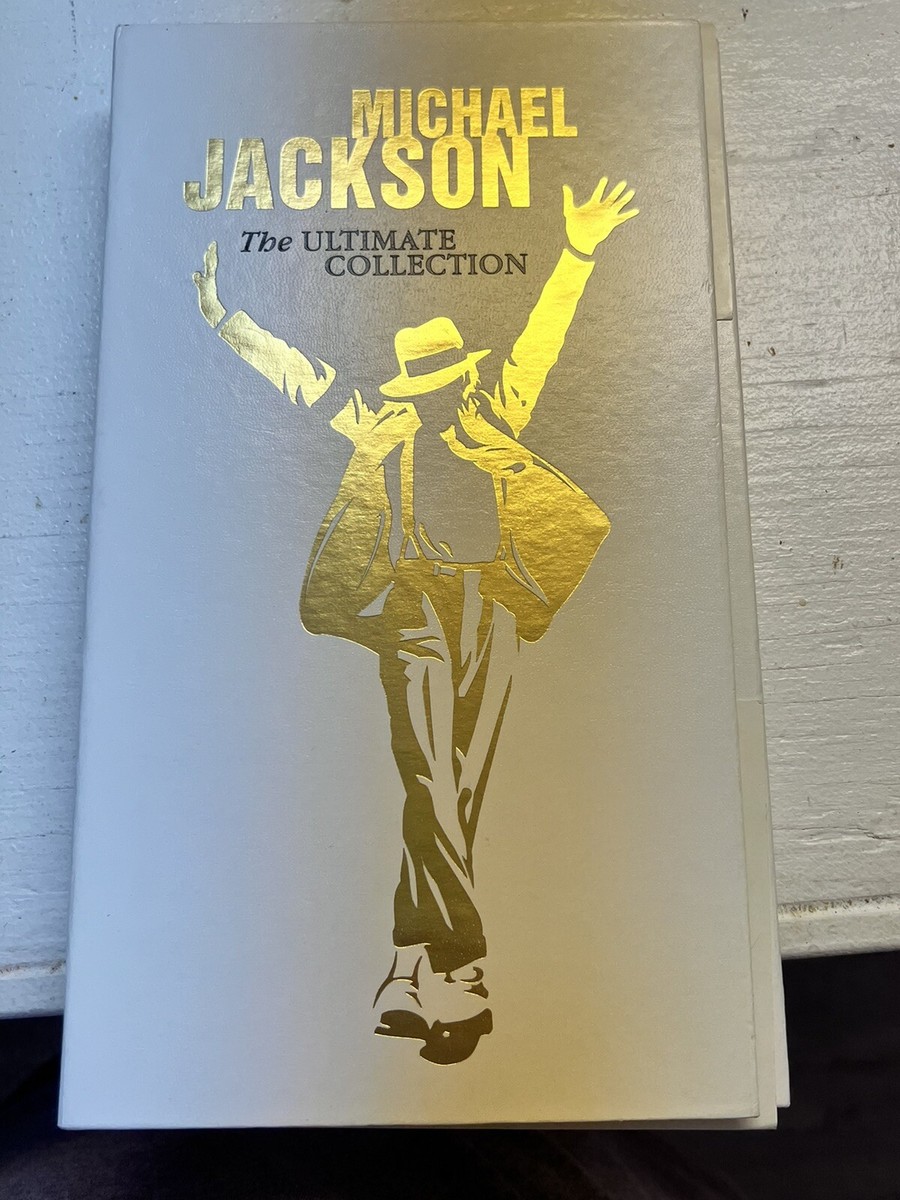 MICHAEL
JACKSON
The ULTIMATE
COLLECTION